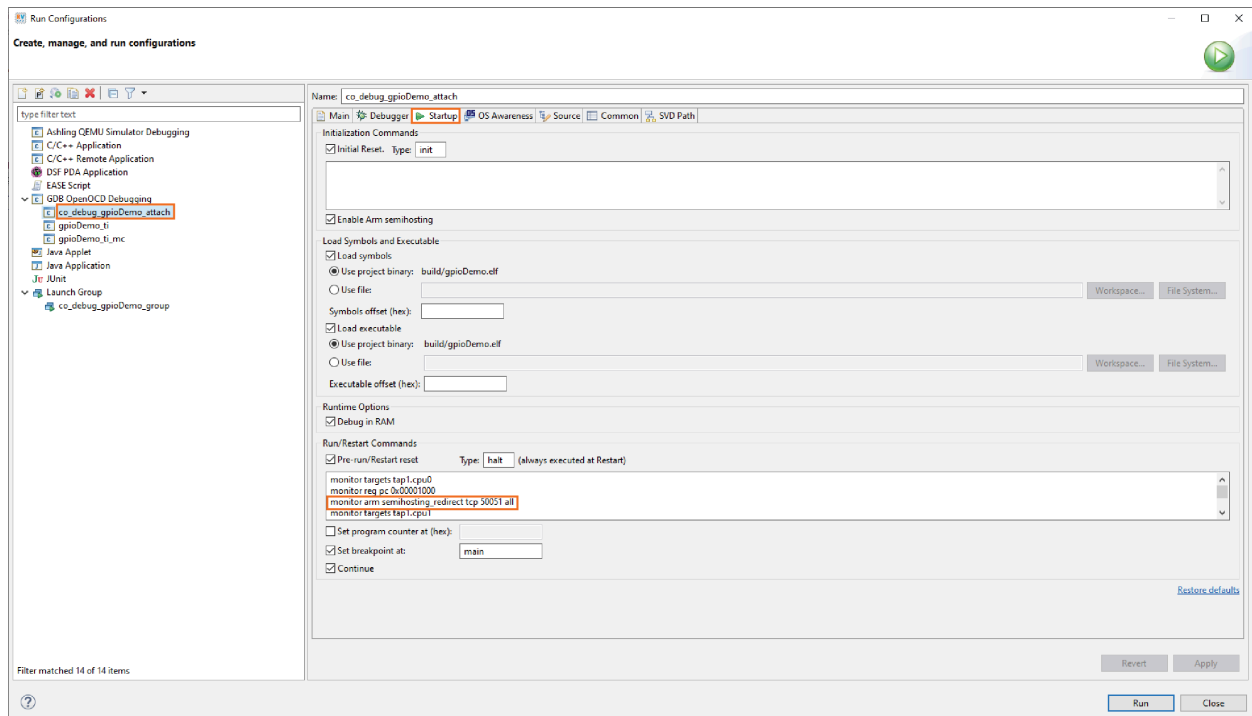 Run Configurations
Create, manage, and run configurations
type filter text
Ashling QEMU Simulator Debugging
C/C++ Application
C/C++ Remote Application
DSF PDA Application
EASE Script
GDB OpenOCD Debugging
co_debug_gpioDemo_attach
gpioDemo_ti
gpioDemo_ti_mc
Java Applet
Java Application
JUnit
Launch Group
co_debug_gpioDemo_group
Filter matched 14 of 14 items
Name: co_debug_gpioDemo_attach
Main Debugger Startup OS Awareness Source Common SVD Path
Initialization Commands
Initial Reset. Type: init
Enable Arm semihosting
Load Symbols and Executable
Load symbols
Use project binary: build/gpioDemo.elf
Use file: Workspace... File System...
Symbols offset (hex):
Load executable
Use project binary: build/gpioDemo.elf
Use file: Workspace... File System...
Executable offset (hex):
Runtime Options
Debug in RAM
Run/Restart Commands
Pre-run/Restart reset Type: halt (always executed at Restart)
monitor targets tap1.cpu0
monitor reg pc 0x00001000
monitor arm semihosting_redirect tcp 50051 all
monitor targets tap1.cpu1
Set program counter at (hex):
Set breakpoint at: main
Continue
Restore defaults
Revert Apply
Run Close